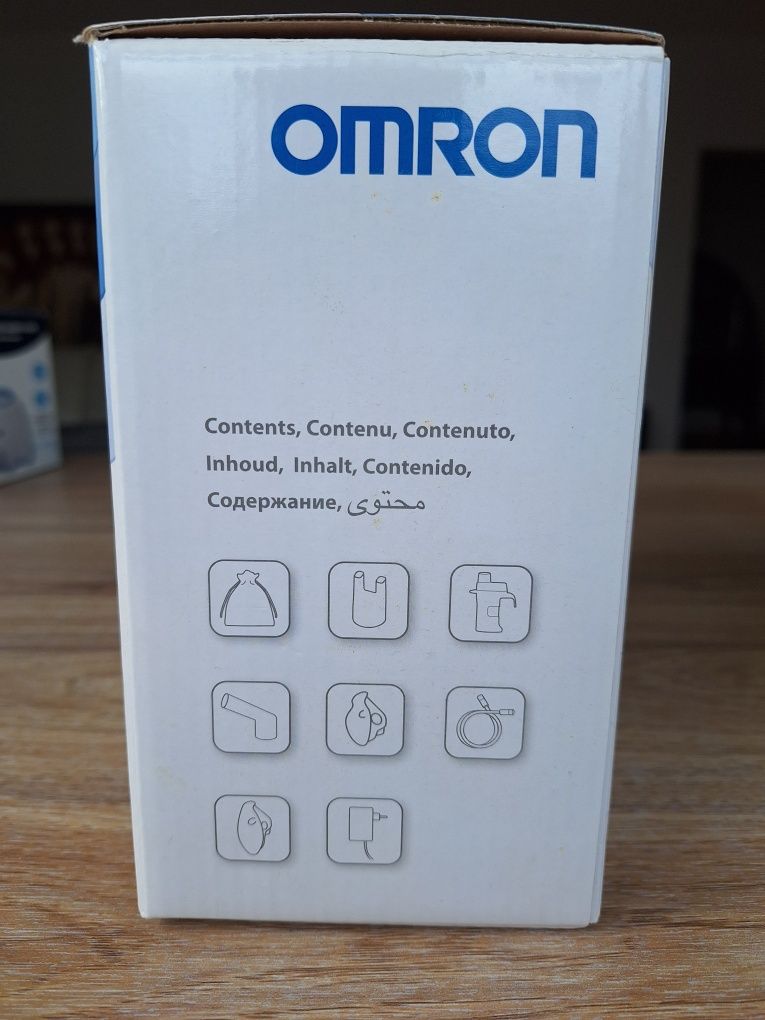 OMRON
Contents, Contenu, Contenuto,
Inhoud, Inhalt, Contenido,
Содержание, محتوى